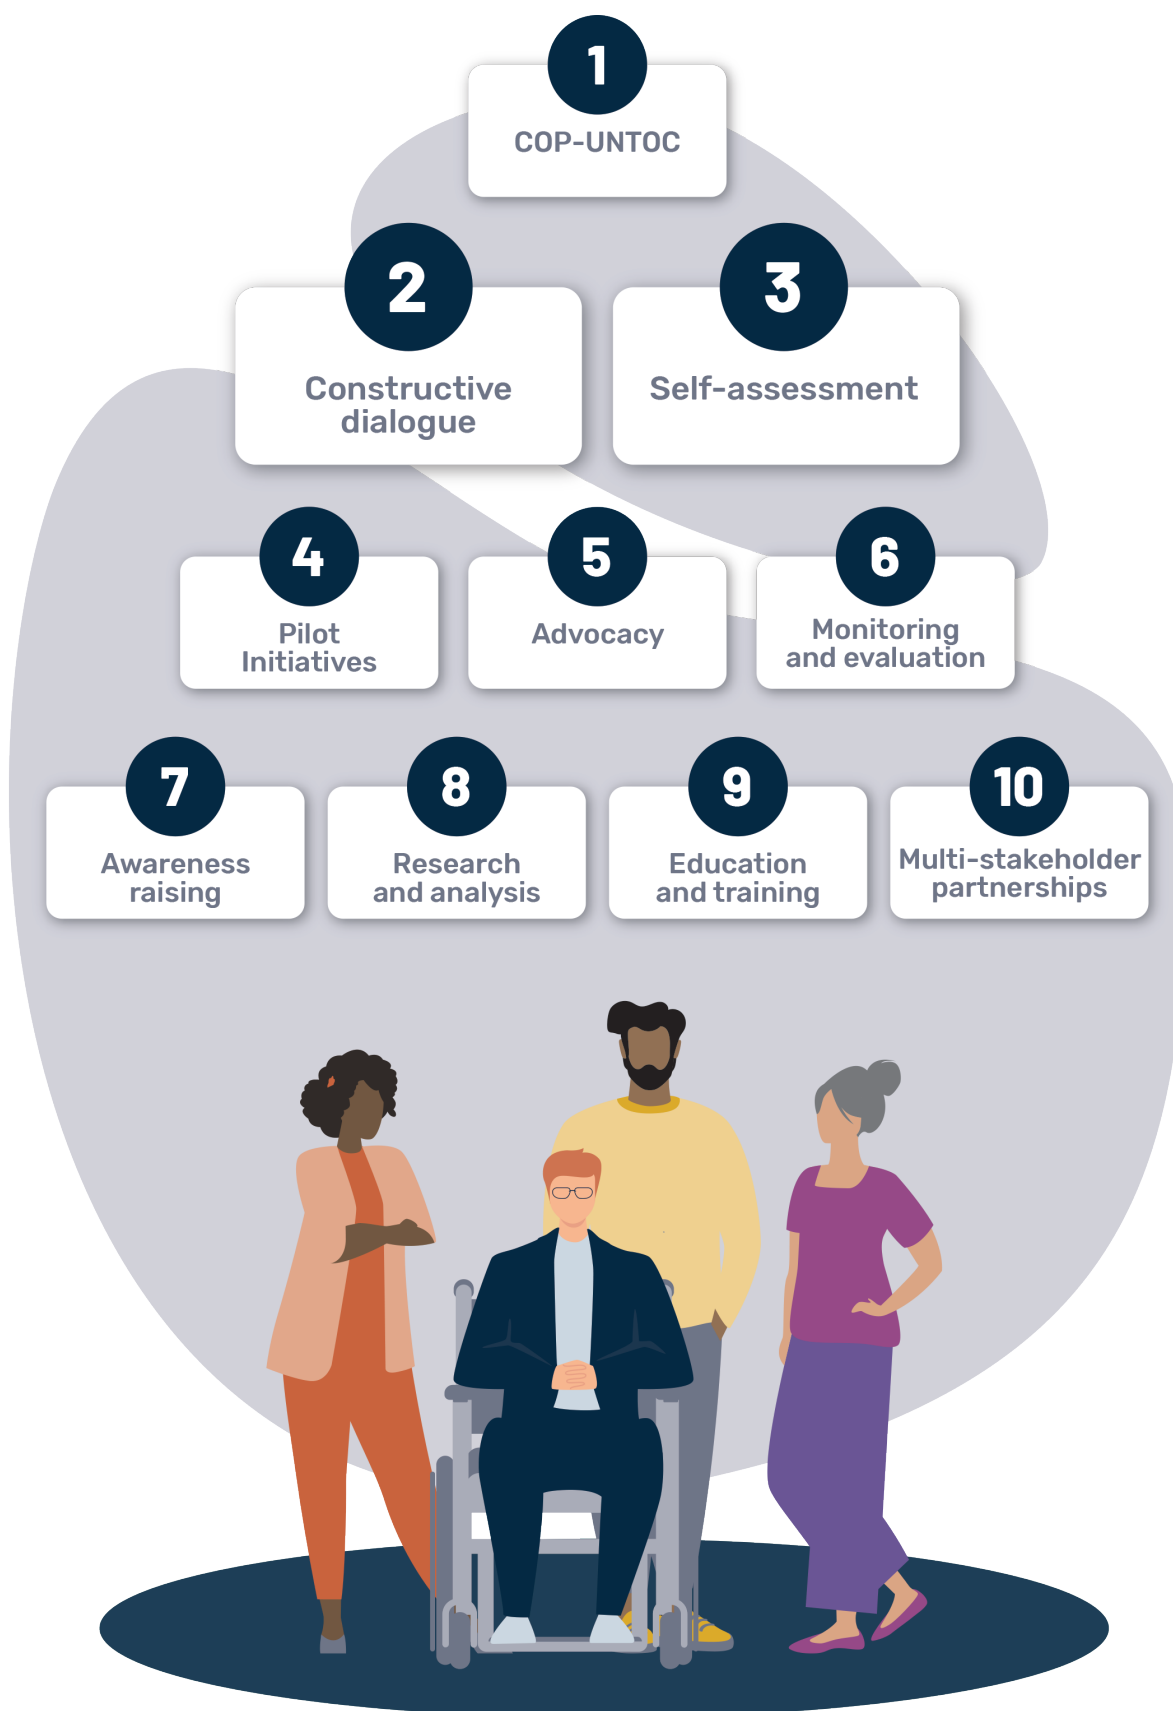 1
COP-UNTOC
2
Constructive
dialogue
3
Self-assessment
4
Pilot
Initiatives
5
Advocacy
6
Monitoring
and evaluation
7
Awareness
raising
8
Research
and analysis
9
Education
and training
10
Multi-stakeholder
partnerships